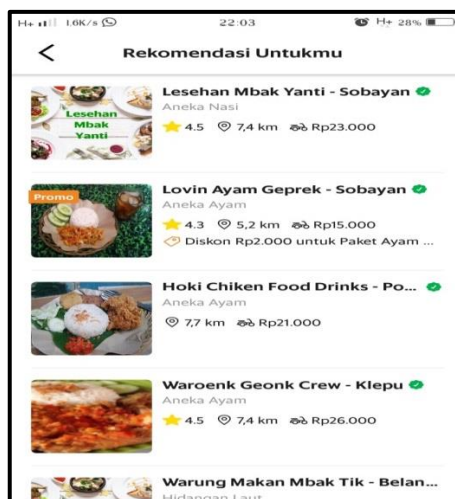 H+ 1.6K/s 22:03 H+ 28%
Rekomendasi Untukmu
Lesehan Mbak Yanti - Sobayan
Aneka Nasi
4.5 7,4 km Rp23.000
Lesehan
Mbak
Yanti
Promo
Lovin Ayam Geprek - Sobayan
Aneka Ayam
4.3 5,2 km Rp15.000
Diskon Rp2.000 untuk Paket Ayam ...
Hoki Chiken Food Drinks - Po...
Aneka Ayam
7,7 km Rp21.000
Waroenk Geonk Crew - Klepu
Aneka Ayam
4.5 7,4 km Rp26.000
Warung Makan Mbak Tik - Belan...
Hidangan Laut